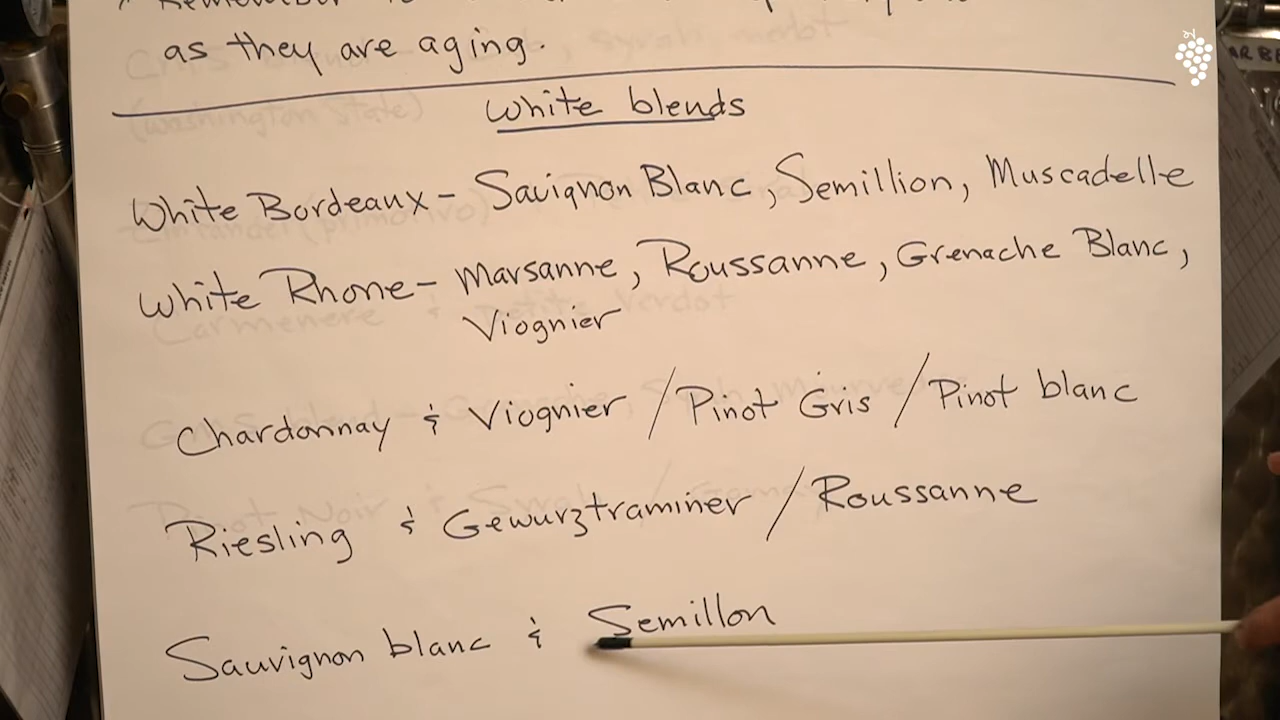 as they are aging.
White blends
White Bordeaux - Savignon Blanc, Semillion, Muscadelle
White Rhone - Marsanne, Roussanne, Grenache Blanc,
Viognier
Chardonnay & Viognier / Pinot Gris / Pinot blanc
Riesling & Gewurztraminer / Roussanne
Sauvignon blanc & Semillon